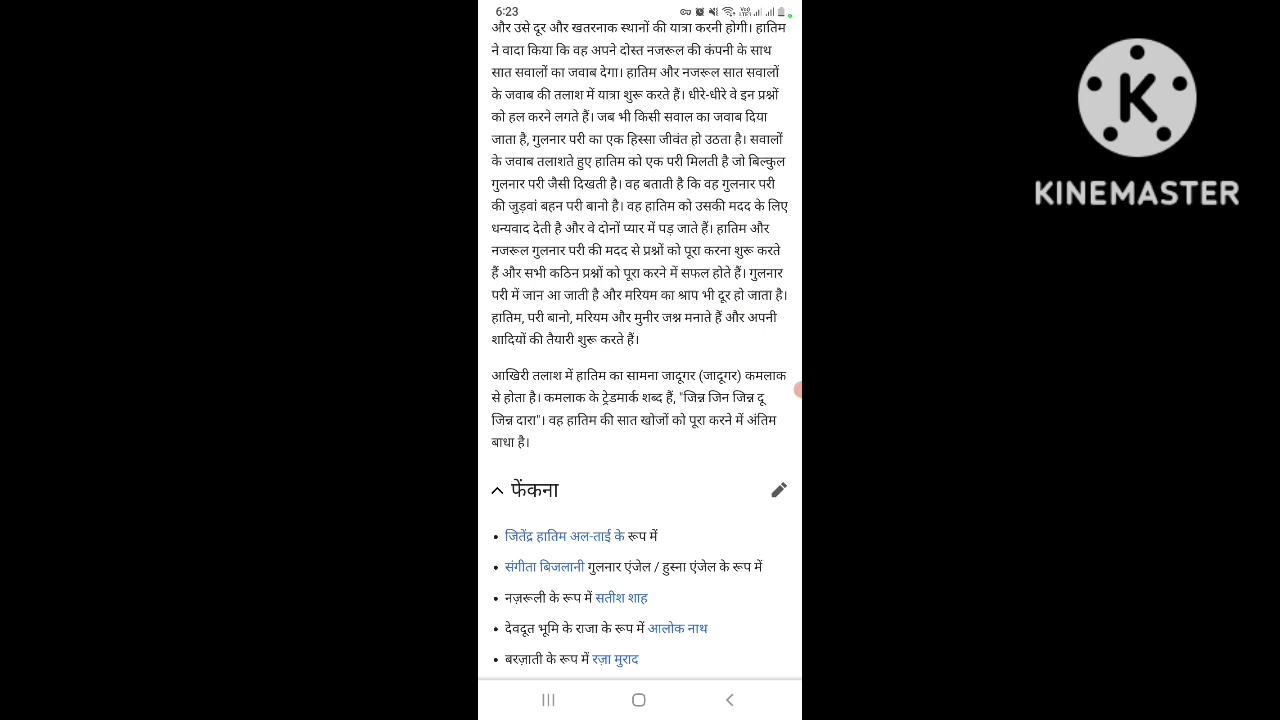 6:23
और उसे दूर और खतरनाक स्थानों की यात्रा करनी होगी। हातिम
ने वादा किया कि वह अपने दोस्त नजरूल की कंपनी के साथ
सात सवालों का जवाब देगा। हातिम और नजरूल सात सवालों
के जवाब की तलाश में यात्रा शुरू करते हैं। धीरे-धीरे वे इन प्रश्नों
को हल करने लगते हैं। जब भी किसी सवाल का जवाब दिया
जाता है, गुलनार परी का एक हिस्सा जीवंत हो उठता है। सवालों
के जवाब तलाशते हुए हातिम को एक परी मिलती है जो बिल्कुल
गुलनार परी जैसी दिखती है। वह बताती है कि वह गुलनार परी
की जुड़वां बहन परी बानो है। वह हातिम को उसकी मदद के लिए
धन्यवाद देती है और वे दोनों प्यार में पड़ जाते हैं। हातिम और
नजरूल गुलनार परी की मदद से प्रश्नों को पूरा करना शुरू करते
हैं और सभी कठिन प्रश्नों को पूरा करने में सफल होते हैं। गुलनार
परी में जान आ जाती है और मरियम का श्राप भी दूर हो जाता है।
हातिम, परी बानो, मरियम और मुनीर जश्न मनाते हैं और अपनी
शादियों की तैयारी शुरू करते हैं।
आखिरी तलाश में हातिम का सामना जादूगर (जादूगर) कमलाक
से होता है। कमलाक के ट्रेडमार्क शब्द हैं, "जिन्न जिन जिन्न दू
जिन्न दारा"। वह हातिम की सात खोजों को पूरा करने में अंतिम
बाधा है।
फेंकना
• जितेंद्र हातिम अल-ताई के रूप में
• संगीता बिजलानी गुलनार एंजेल / हुस्ना एंजेल के रूप में
• नज़रूली के रूप में सतीश शाह
• देवदूत भूमि के राजा के रूप में आलोक नाथ
• बरज़ाती के रूप में रज़ा मुराद
K
KINEMASTER